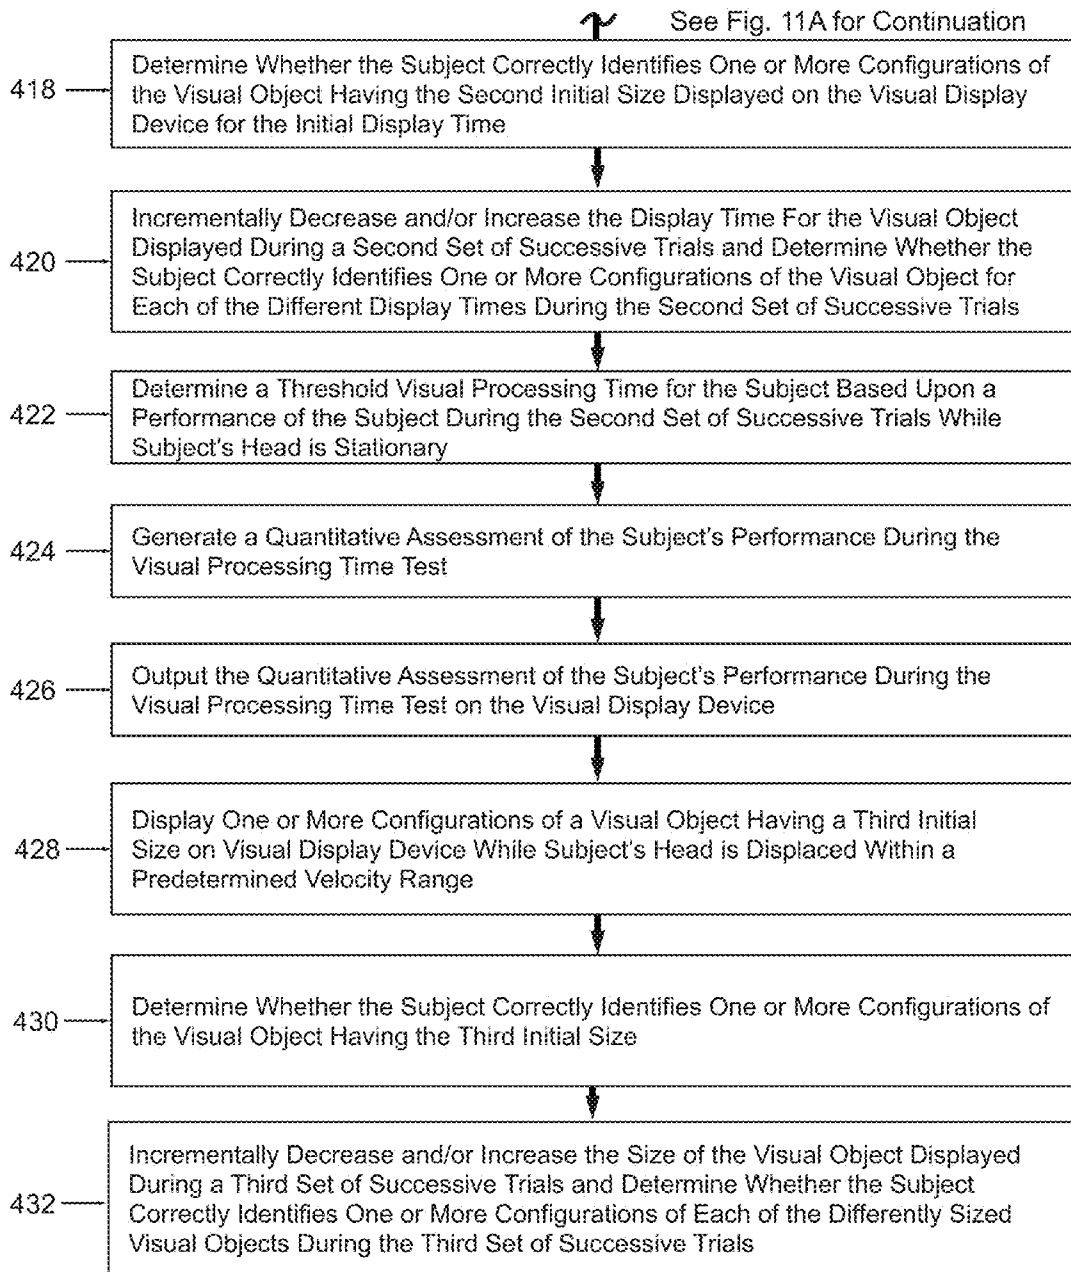 See Fig. 11A for Continuation
418
Determine Whether the Subject Correctly Identifies One or More Configurations of
the Visual Object Having the Second Initial Size Displayed on the Visual Display
Device for the Initial Display Time
420
Incrementally Decrease and/or Increase the Display Time For the Visual Object
Displayed During a Second Set of Successive Trials and Determine Whether the
Subject Correctly Identifies One or More Configurations of the Visual Object for
Each of the Different Display Times During the Second Set of Successive Trials
422
Determine a Threshold Visual Processing Time for the Subject Based Upon a
Performance of the Subject During the Second Set of Successive Trials While
Subject's Head is Stationary
424
Generate a Quantitative Assessment of the Subject's Performance During the
Visual Processing Time Test
426
Output the Quantitative Assessment of the Subject's Performance During the
Visual Processing Time Test on the Visual Display Device
428
Display One or More Configurations of a Visual Object Having a Third Initial
Size on Visual Display Device While Subject's Head is Displaced Within a
Predetermined Velocity Range
430
Determine Whether the Subject Correctly Identifies One or More Configurations of
the Visual Object Having the Third Initial Size
432
Incrementally Decrease and/or Increase the Size of the Visual Object Displayed
During a Third Set of Successive Trials and Determine Whether the Subject
Correctly Identifies One or More Configurations of Each of the Differently Sized
Visual Objects During the Third Set of Successive Trials